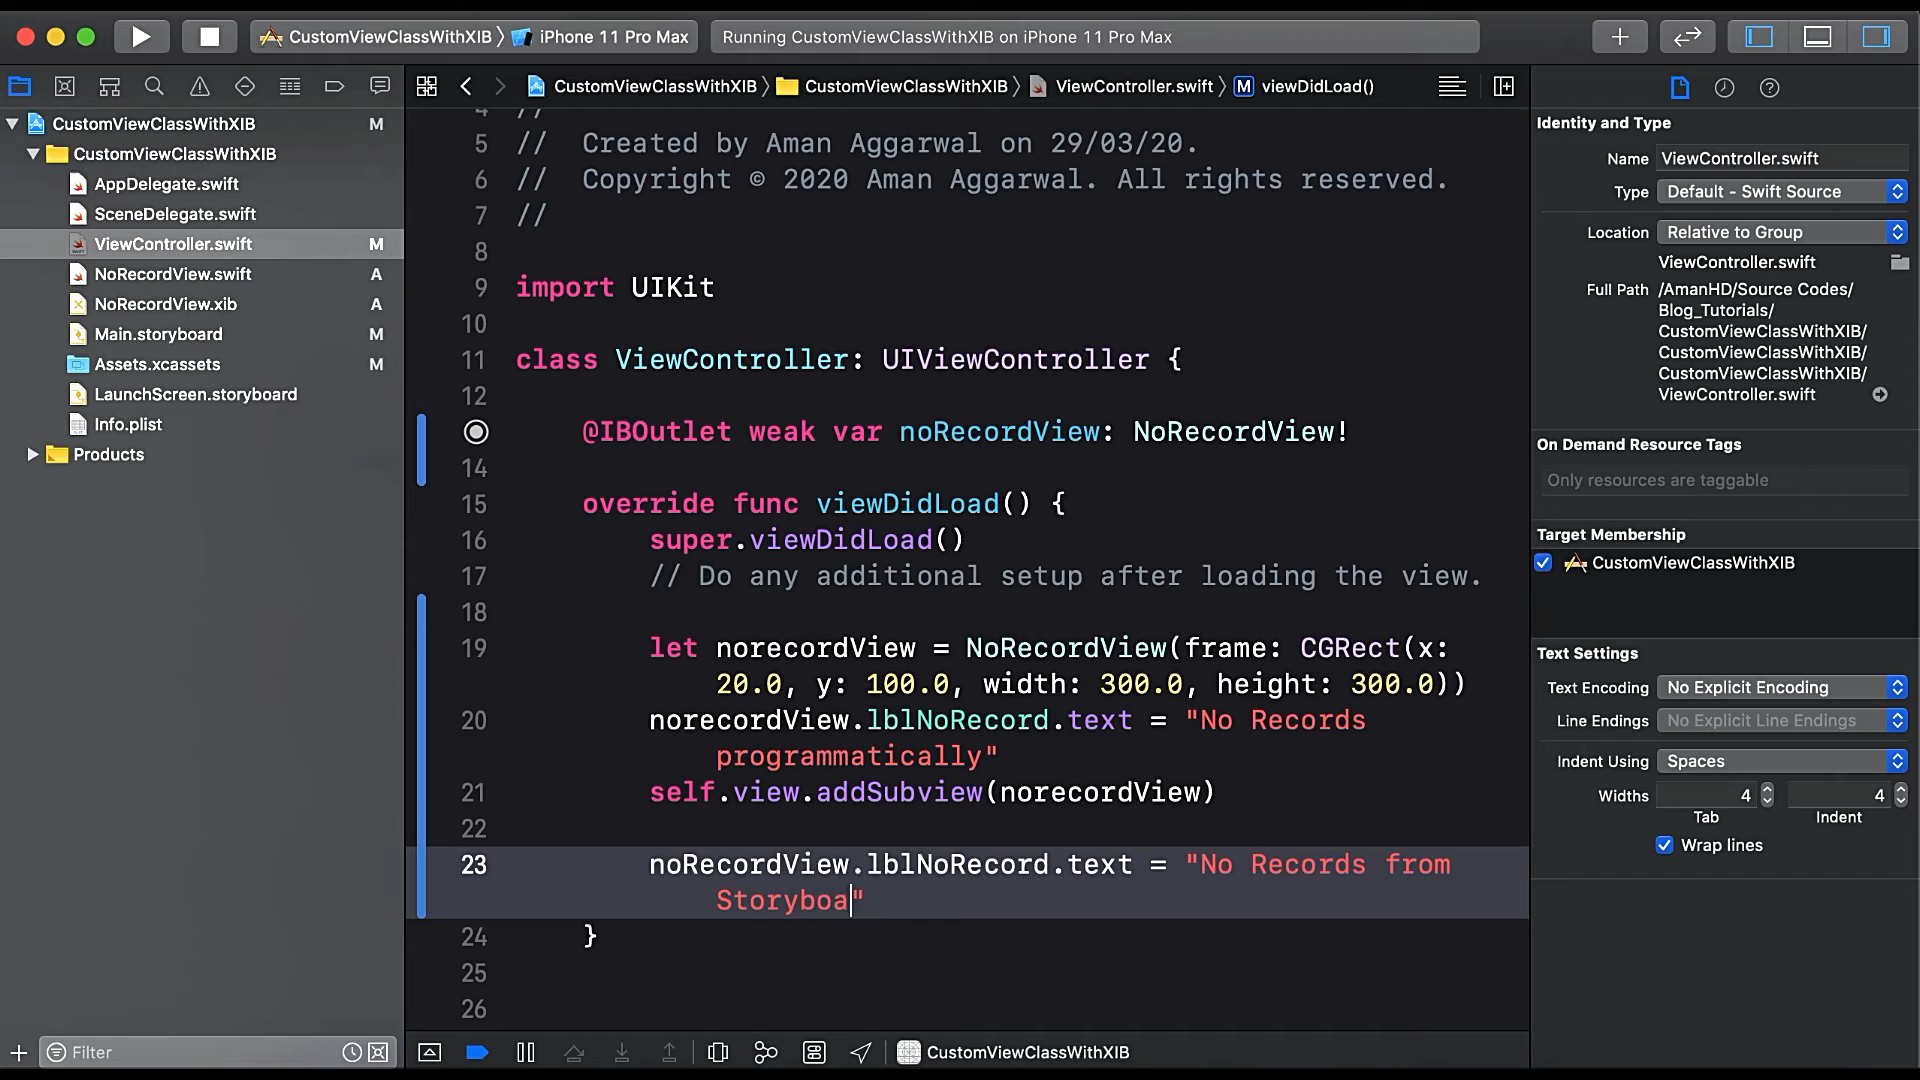 CustomViewClassWithXIB
iPhone 11 Pro Max
Running CustomViewClassWithXIB on iPhone 11 Pro Max
CustomViewClassWithXIB
CustomViewClassWithXIB
ViewController.swift
M
viewDidLoad()
CustomViewClassWithXIB M
CustomViewClassWithXIB
AppDelegate.swift
SceneDelegate.swift
ViewController.swift M
NoRecordView.swift A
NoRecordView.xib A
Main.storyboard M
Assets.xcassets M
LaunchScreen.storyboard
Info.plist
Products
Filter
4 //
5 //  Created by Aman Aggarwal on 29/03/20.
6 //  Copyright © 2020 Aman Aggarwal. All rights reserved.
7 //
8
9 import UIKit
10
11 class ViewController: UIViewController {
12
@IBOutlet weak var noRecordView: NoRecordView!
14
15 override func viewDidLoad() {
16 super.viewDidLoad()
17 // Do any additional setup after loading the view.
18
19 let norecordView = NoRecordView(frame: CGRect(x:
20.0, y: 100.0, width: 300.0, height: 300.0))
20 norecordView.lblNoRecord.text = "No Records
programmatically"
21 self.view.addSubview(norecordView)
22
23 noRecordView.lblNoRecord.text = "No Records from
Storyboa"
24 }
25
26
CustomViewClassWithXIB
Identity and Type
Name ViewController.swift
Type Default - Swift Source
Location Relative to Group
ViewController.swift
Full Path /AmanHD/Source Codes/
Blog_Tutorials/
CustomViewClassWithXIB/
CustomViewClassWithXIB/
CustomViewClassWithXIB/
ViewController.swift
On Demand Resource Tags
Only resources are taggable
Target Membership
CustomViewClassWithXIB
Text Settings
Text Encoding No Explicit Encoding
Line Endings No Explicit Line Endings
Indent Using Spaces
Widths 4 4
Tab Indent
Wrap lines